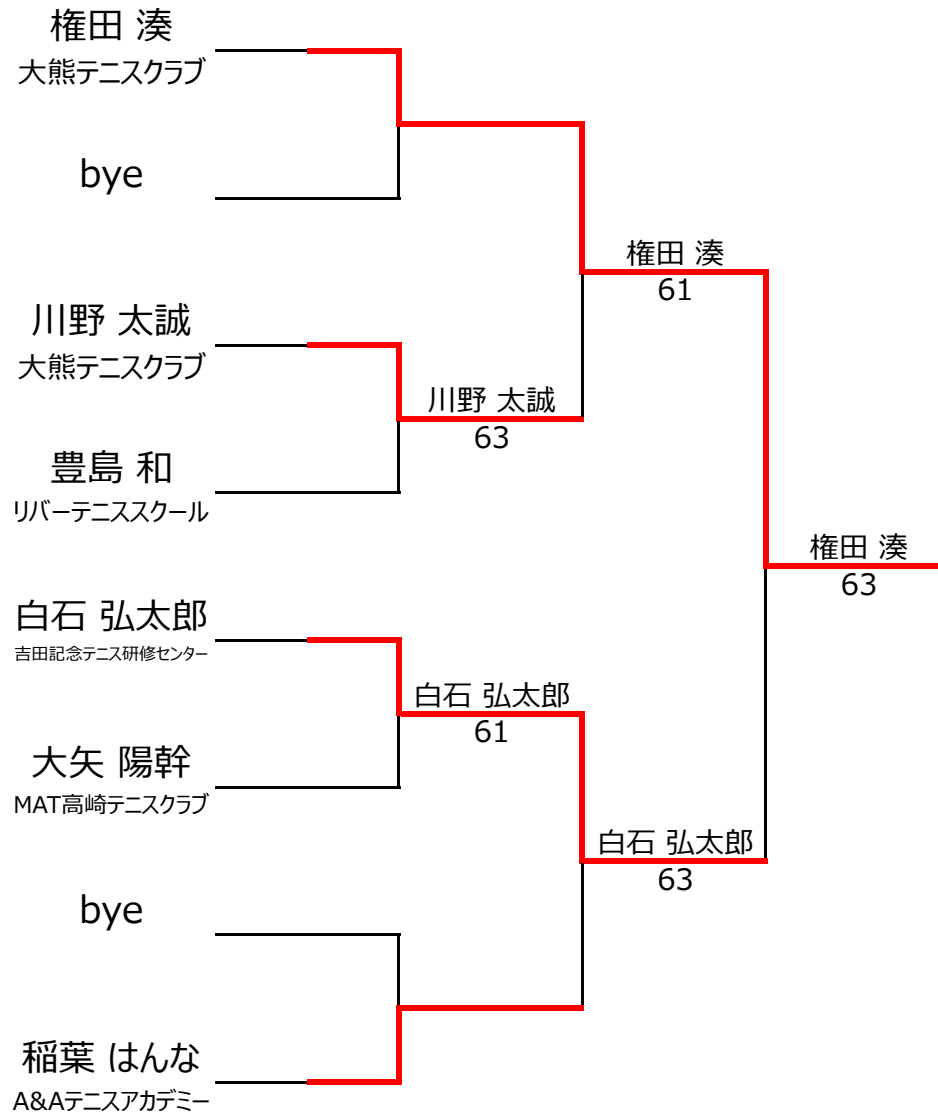 権田 湊
大熊テニスクラブ
bye
権田 湊
61
川野 太誠
大熊テニスクラブ
川野 太誠
63
豊島 和
リバーテニススクール
権田 湊
63
白石 弘太郎
吉田記念テニス研修センター
白石 弘太郎
61
大矢 陽幹
MAT高崎テニスクラブ
白石 弘太郎
63
bye
稲葉 はんな
A&Aテニスアカデミー